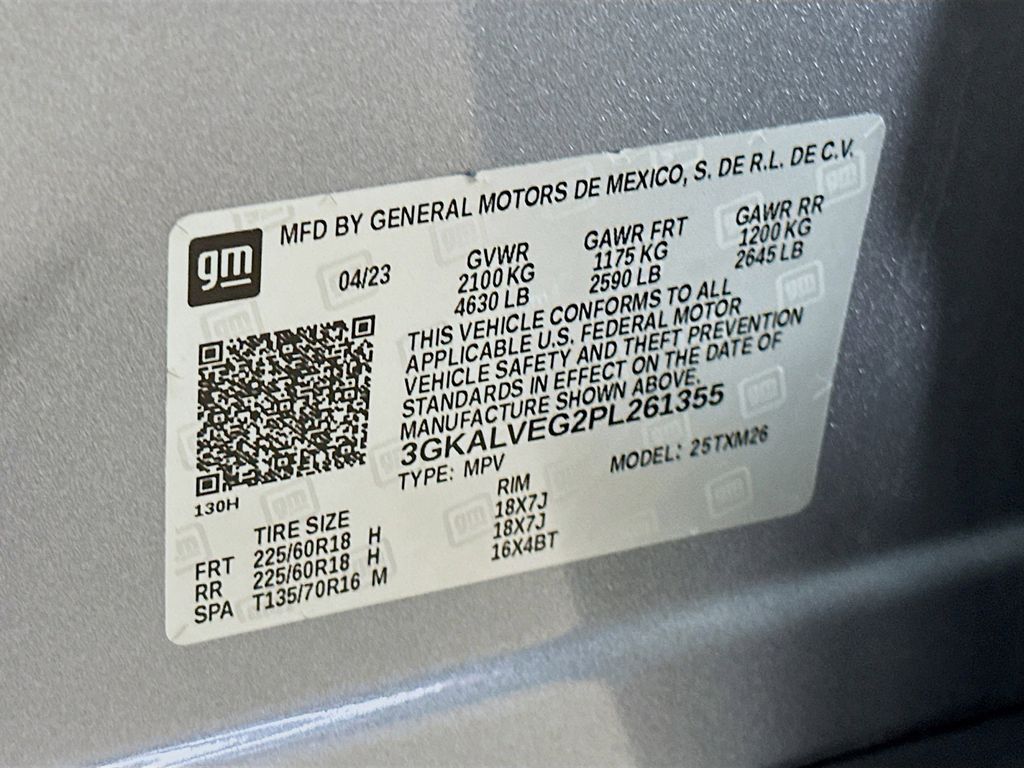 MFD BY GENERAL MOTORS DE MEXICO, S. DE R.L. DE C.V.
gm
04/23
GVWR
2100 KG
4630 LB
GAWR FRT
1175 KG
2590 LB
GAWR RR
1200 KG
2645 LB
THIS VEHICLE CONFORMS TO ALL
APPLICABLE U.S. FEDERAL MOTOR
VEHICLE SAFETY AND THEFT PREVENTION
STANDARDS IN EFFECT ON THE DATE OF
MANUFACTURE SHOWN ABOVE.
3GKALVEG2PL261355
TYPE: MPV MODEL: 25TXM26
130H
TIRE SIZE RIM
FRT 225/60R18 H 18X7J
RR 225/60R18 H 18X7J
SPA T135/70R16 M 16X4BT